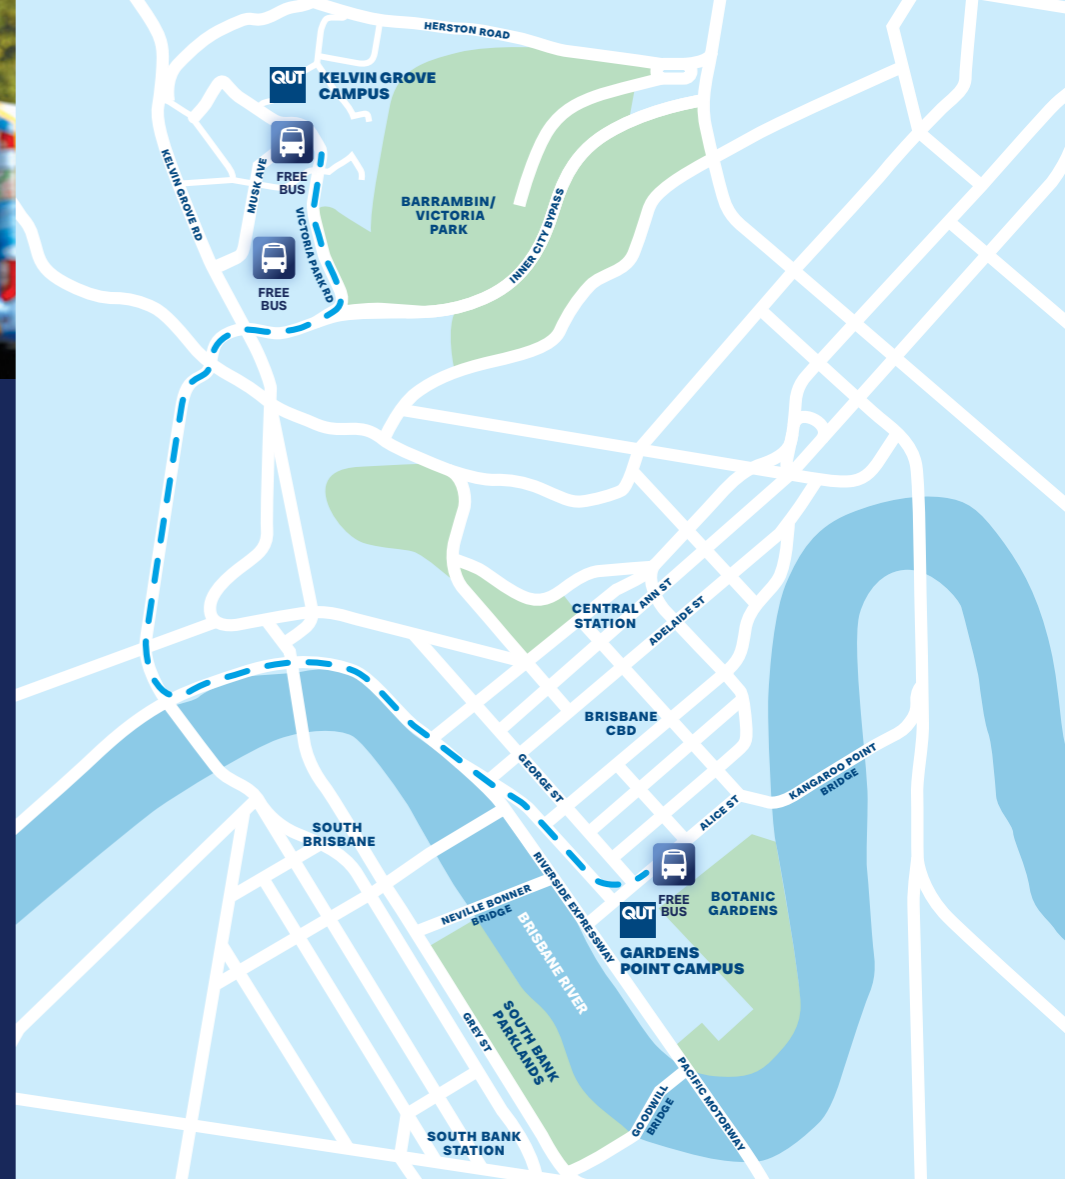 HERSTON ROAD
QUT
KELVIN GROVE
CAMPUS
FREE
BUS
KELVIN GROVE RD
MUSK AVE
VICTORIA PARK RD
FREE
BUS
BARRAMBIN/
VICTORIA
PARK
INNER CITY BYPASS
CENTRAL
STATION
ANN ST
ADELAIDE ST
BRISBANE
CBD
GEORGE ST
KANGAROO POINT
BRIDGE
ALICE ST
SOUTH
BRISBANE
RIVERSIDE EXPRESSWAY
NEVILLE BONNER
BRIDGE
BRISBANE RIVER
FREE
BUS
BOTANIC
GARDENS
QUT
GARDENS
POINT CAMPUS
GREY ST
SOUTH BANK
PARKLANDS
GOODWILL
BRIDGE
PACIFIC MOTORWAY
SOUTH BANK
STATION